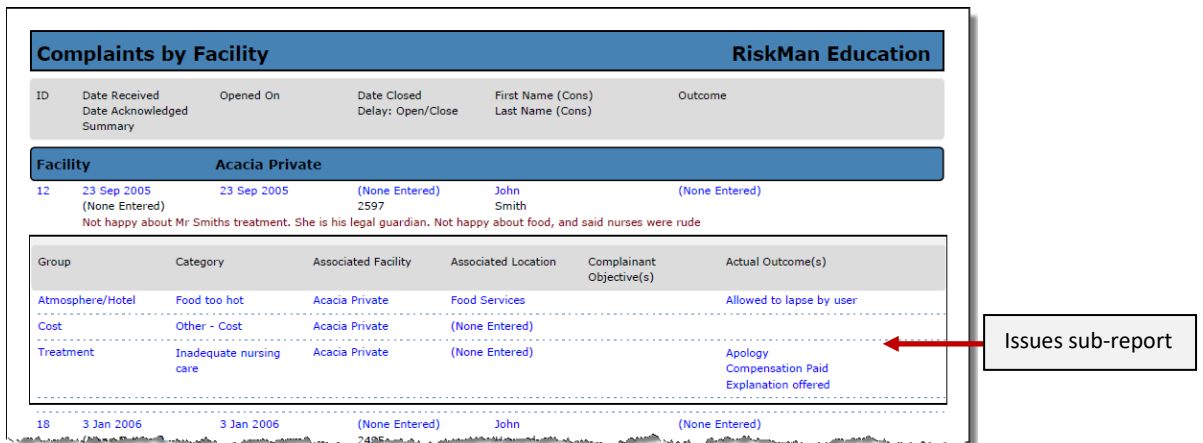 Complaints by Facility RiskMan Education
ID Date Received Opened On Date Closed First Name (Cons) Outcome
Date Acknowledged Delay: Open/Close Last Name (Cons)
Summary
Facility Acacia Private
12 23 Sep 2005 23 Sep 2005 (None Entered) John (None Entered)
(None Entered) 2597 Smith
Not happy about Mr Smiths treatment. She is his legal guardian. Not happy about food, and said nurses were rude
Group Category Associated Facility Associated Location Complainant Actual Outcome(s)
Objective(s)
Atmosphere/Hotel Food too hot Acacia Private Food Services Allowed to lapse by user
Cost Other - Cost Acacia Private (None Entered)
Treatment Inadequate nursing Acacia Private (None Entered) Apology
care Compensation Paid
Explanation offered
Issues sub-report
18 3 Jan 2006 3 Jan 2006 (None Entered) John (None Entered)